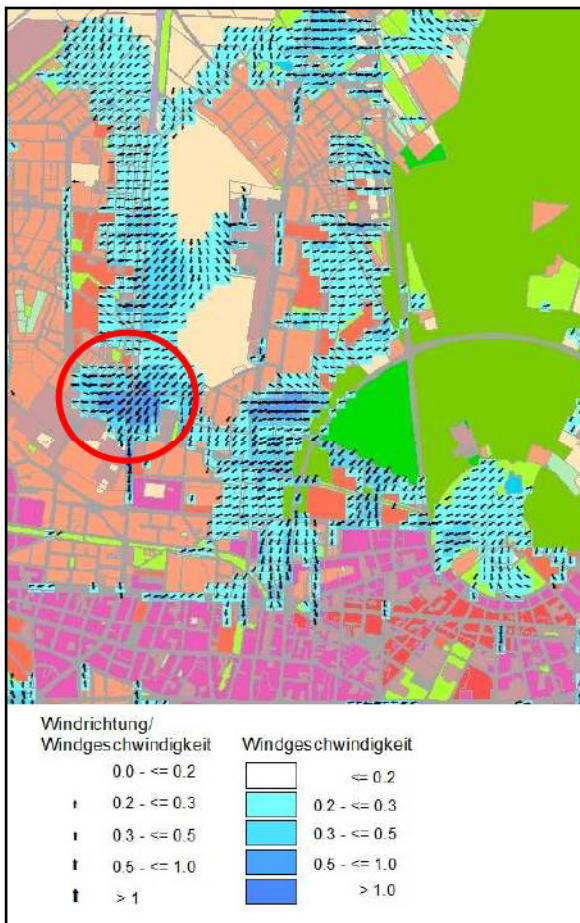 Windrichtung/
Windgeschwindigkeit Windgeschwindigkeit
0.0 - <= 0.2 <= 0.2
0.2 - <= 0.3 0.2 - <= 0.3
0.3 - <= 0.5 0.3 - <= 0.5
0.5 - <= 1.0 0.5 - <= 1.0
> 1 > 1.0